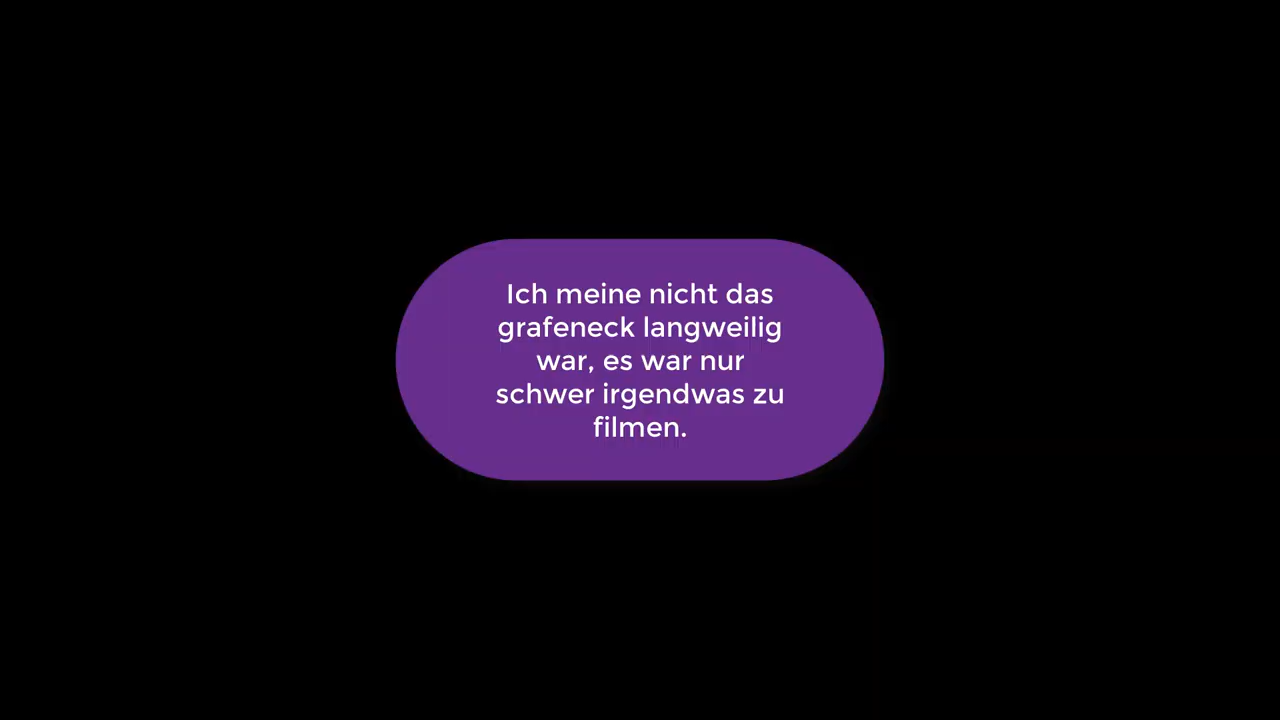 Ich meine nicht das
grafeneck langweilig
war, es war nur
schwer irgendwas zu
filmen.